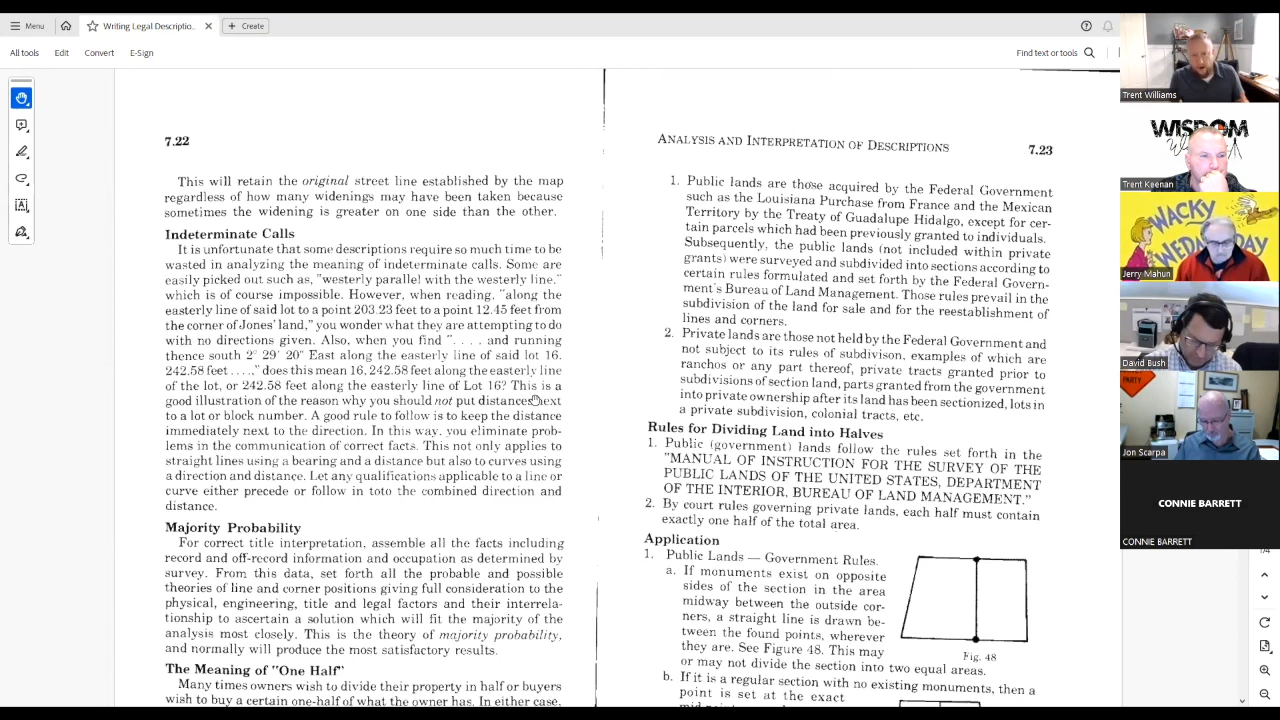 Menu
Writing Legal Descriptio...
Create
All tools
Edit
Convert
E-Sign
Find text or tools
7.22
This will retain the original street line established by the map
regardless of how many widenings may have been taken because
sometimes the widening is greater on one side than the other.
Indeterminate Calls
It is unfortunate that some descriptions require so much time to be
wasted in analyzing the meaning of indeterminate calls. Some are
easily picked out such as, "westerly parallel with the westerly line,"
which is of course impossible. However, when reading, "along the
easterly line of said lot to a point 203.23 feet to a point 12.45 feet from
the corner of Jones' land," you wonder what they are attempting to do
with no directions given. Also, when you find ". . . . and running
thence south 2° 29' 20" East along the easterly line of said lot 16,
242.58 feet . . . .," does this mean 16,242.58 feet along the easterly line
of the lot, or 242.58 feet along the easterly line of Lot 16? This is a
good illustration of the reason why you should not put distances next
to a lot or block number. A good rule to follow is to keep the distance
immediately next to the direction. In this way, you eliminate prob-
lems in the communication of correct facts. This not only applies to
straight lines using a bearing and a distance but also to curves using
a direction and distance. Let any qualifications applicable to a line or
curve either precede or follow in toto the combined direction and
distance.
Majority Probability
For correct title interpretation, assemble all the facts including
record and off-record information and occupation as determined by
survey. From this data, set forth all the probable and possible
theories of line and corner positions giving full consideration to the
physical, engineering, title and legal factors and their interrela-
tionship to ascertain a solution which will fit the majority of the
analysis most closely. This is the theory of majority probability,
and normally will produce the most satisfactory results.
The Meaning of "One Half"
Many times owners wish to divide their property in half or buyers
wish to buy a certain one-half of what the owner has. In either case,
ANALYSIS AND INTERPRETATION OF DESCRIPTIONS
7.23
1. Public lands are those acquired by the Federal Government
such as the Louisiana Purchase from France and the Mexican
Territory by the Treaty of Guadalupe Hidalgo, except for cer-
tain parcels which had been previously granted to individuals.
Subsequently, the public lands (not included within private
grants) were surveyed and subdivided into sections according to
certain rules formulated and set forth by the Federal Govern-
ment's Bureau of Land Management. Those rules prevail in the
subdivision of the land for sale and for the reestablishment of
lines and corners.
2. Private lands are those not held by the Federal Government and
not subject to its rules of subdivison, examples of which are
ranchos or any part thereof, private tracts granted prior to
subdivisions of section land, parts granted from the government
into private ownership after its land has been sectionized, lots in
a private subdivision, colonial tracts, etc.
Rules for Dividing Land into Halves
1. Public (government) lands follow the rules set forth in the
"MANUAL OF INSTRUCTION FOR THE SURVEY OF THE
PUBLIC LANDS OF THE UNITED STATES, DEPARTMENT
OF THE INTERIOR, BUREAU OF LAND MANAGEMENT."
2. By court rules governing private lands, each half must contain
exactly one half of the total area.
Application
1. Public Lands — Government Rules.
a. If monuments exist on opposite
sides of the section in the area
midway between the outside cor-
ners, a straight line is drawn be-
tween the found points, wherever
they are. See Figure 48. This may
or may not divide the section into two equal areas.
Fig. 48
b. If it is a regular section with no existing monuments, then a
point is set at the exact
Trent Williams
WISDOM
Trent Keenan
WACKY
WEDNESDAY
Jerry Mahun
David Bush
PARTY
Jon Scarpa
CONNIE BARRETT
CONNIE BARRETT